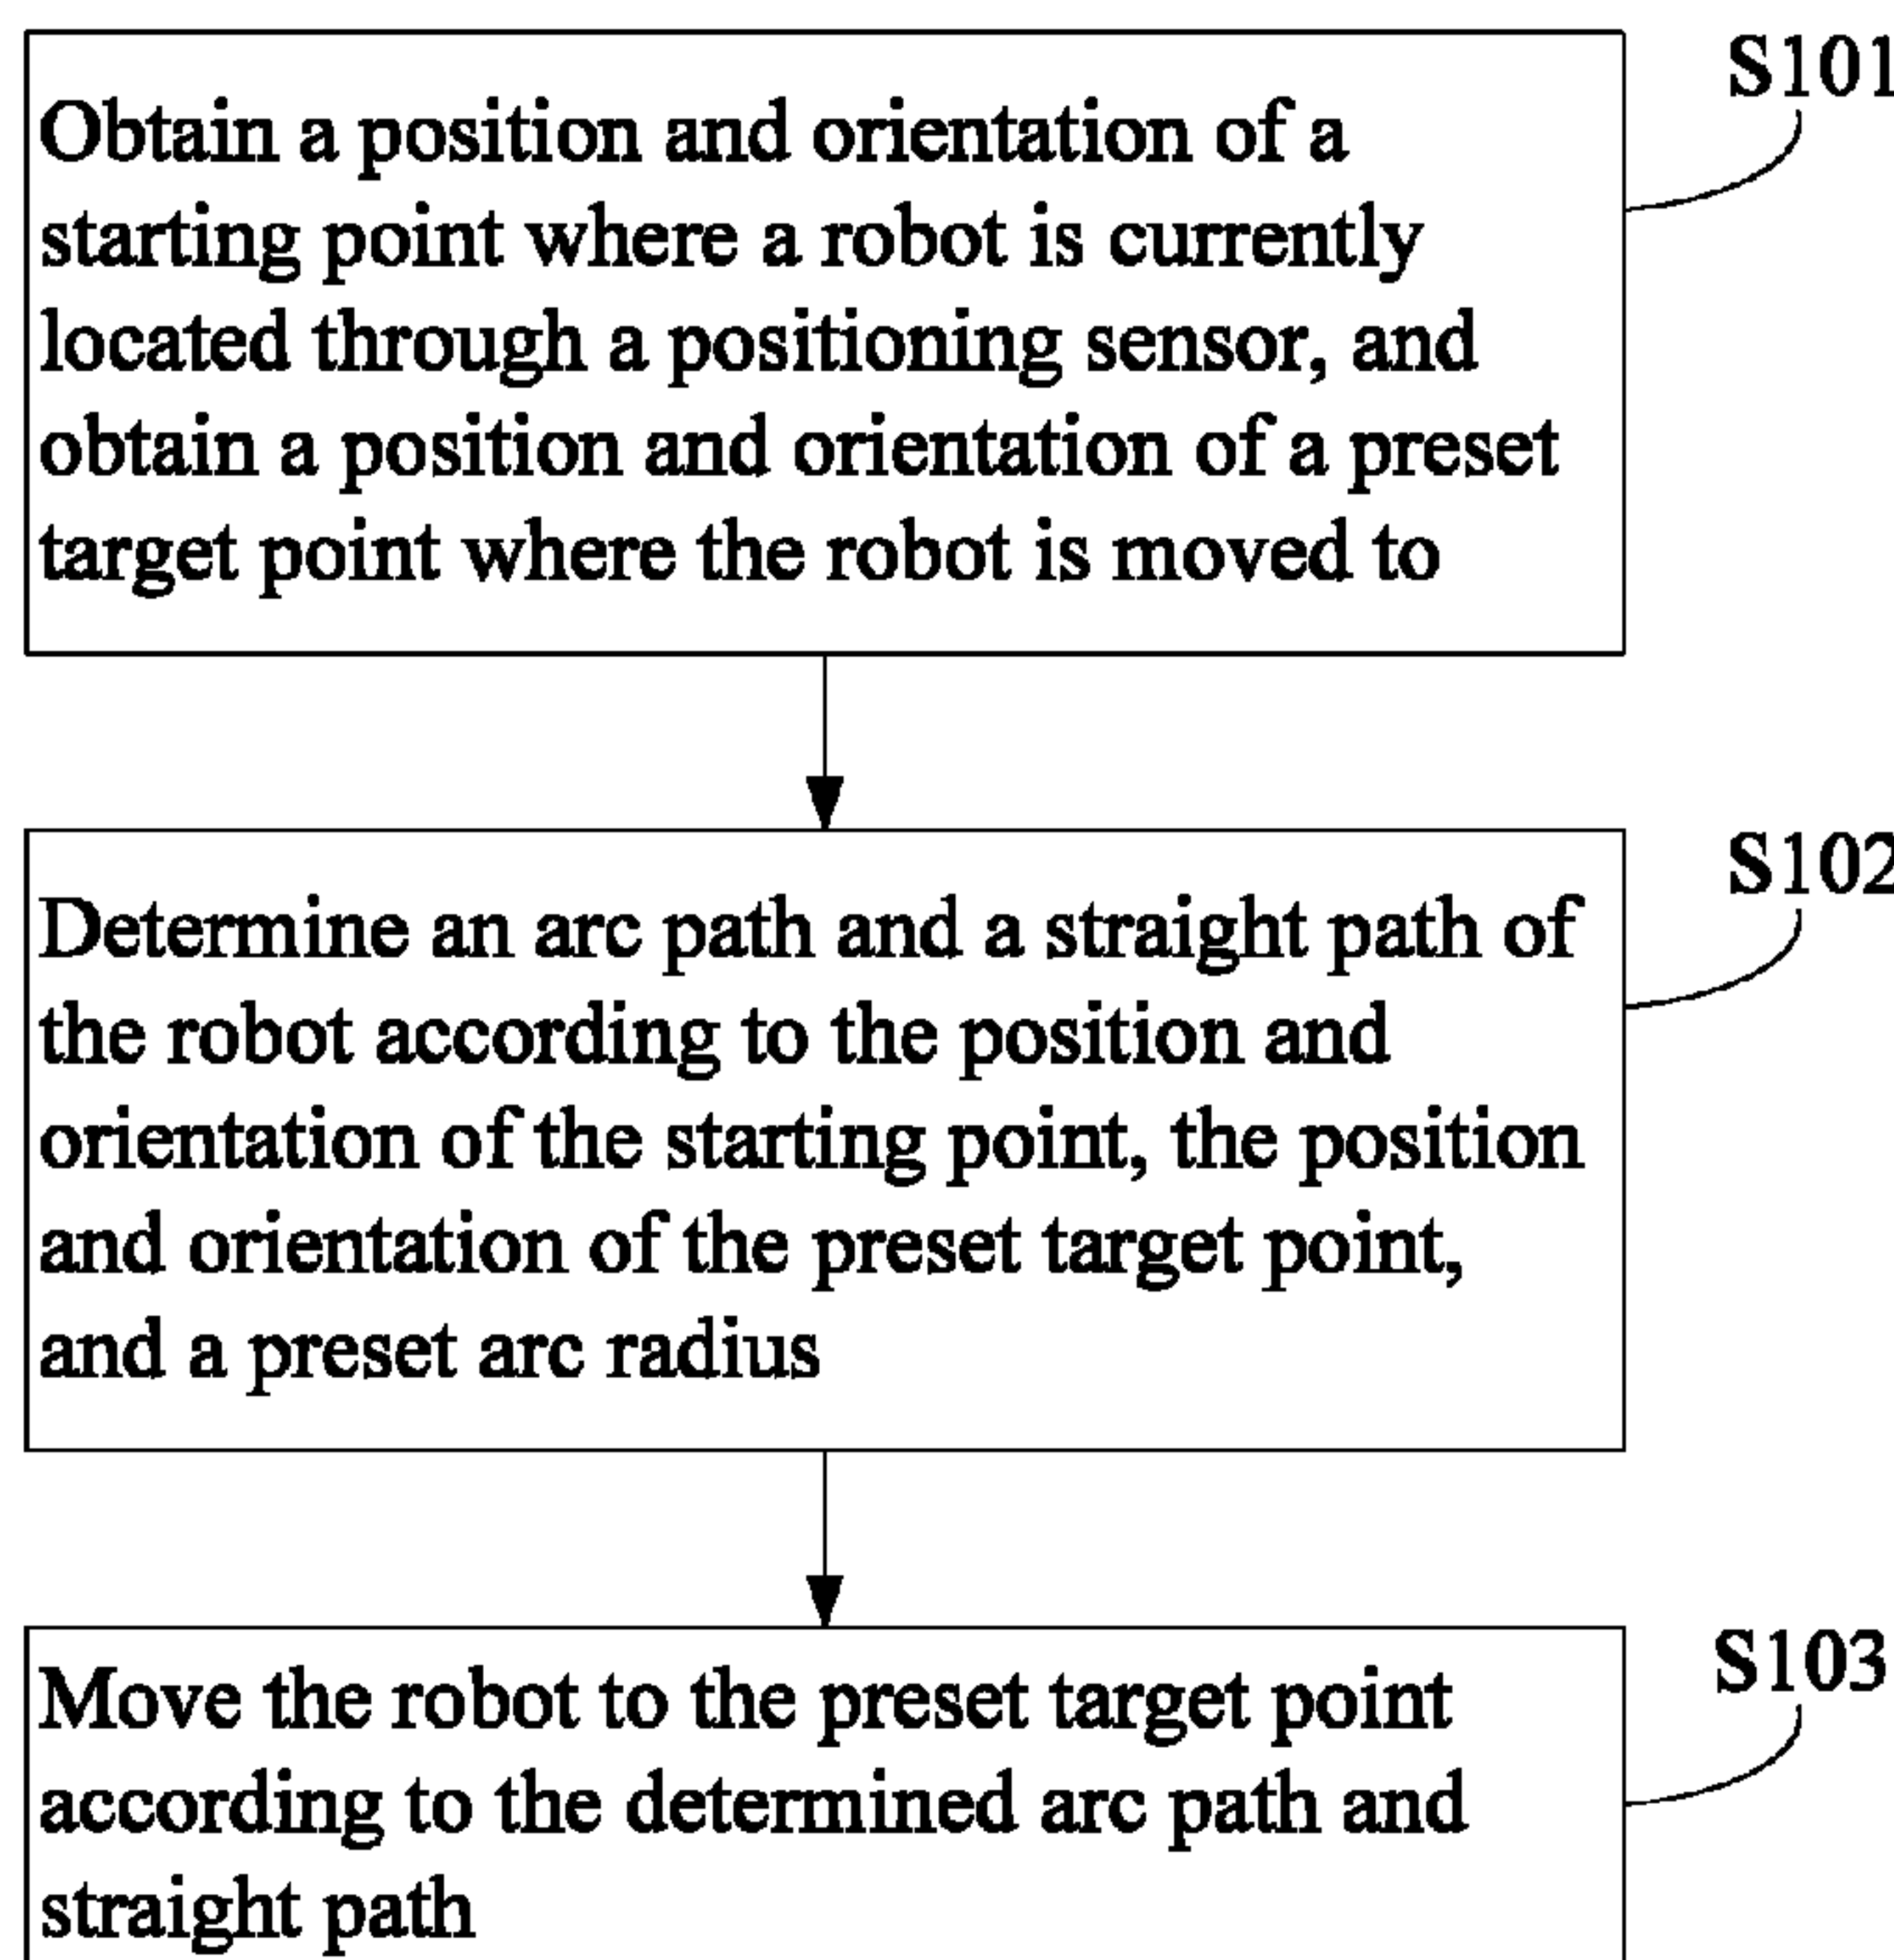 S101
Obtain a position and orientation of a
starting point where a robot is currently
located through a positioning sensor, and
obtain a position and orientation of a preset
target point where the robot is moved to
S102
Determine an arc path and a straight path of
the robot according to the position and
orientation of the starting point, the position
and orientation of the preset target point,
and a preset arc radius
S103
Move the robot to the preset target point
according to the determined arc path and
straight path